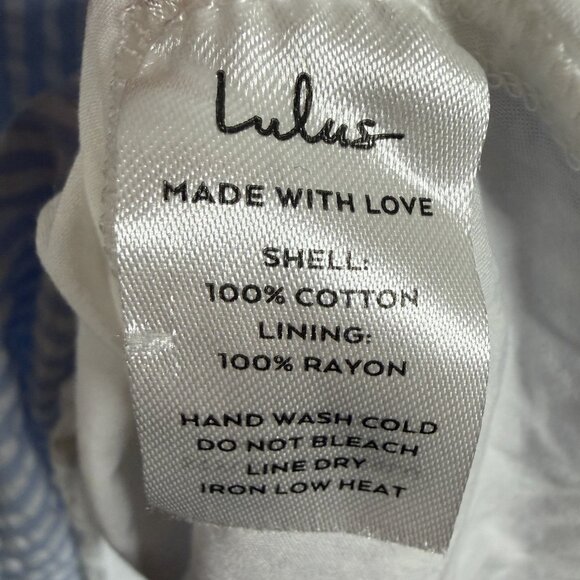 Lulus
MADE WITH LOVE
SHELL:
100% COTTON
LINING:
100% RAYON
HAND WASH COLD
DO NOT BLEACH
LINE DRY
IRON LOW HEAT